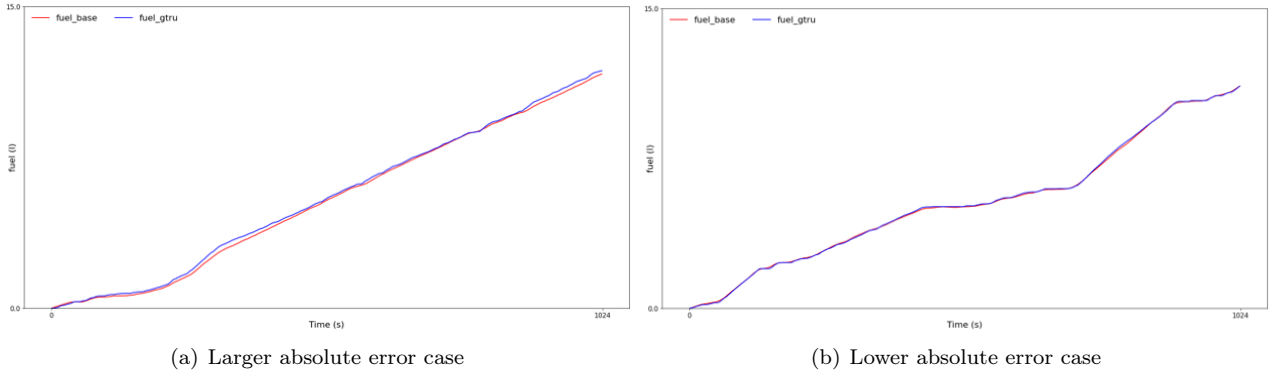 15.0
fuel_base fuel_gtru
fuel (l)
0.0
0 1024
Time (s)
(a) Larger absolute error case
15.0
fuel_base fuel_gtru
fuel (l)
0.0
0 1024
Time (s)
(b) Lower absolute error case